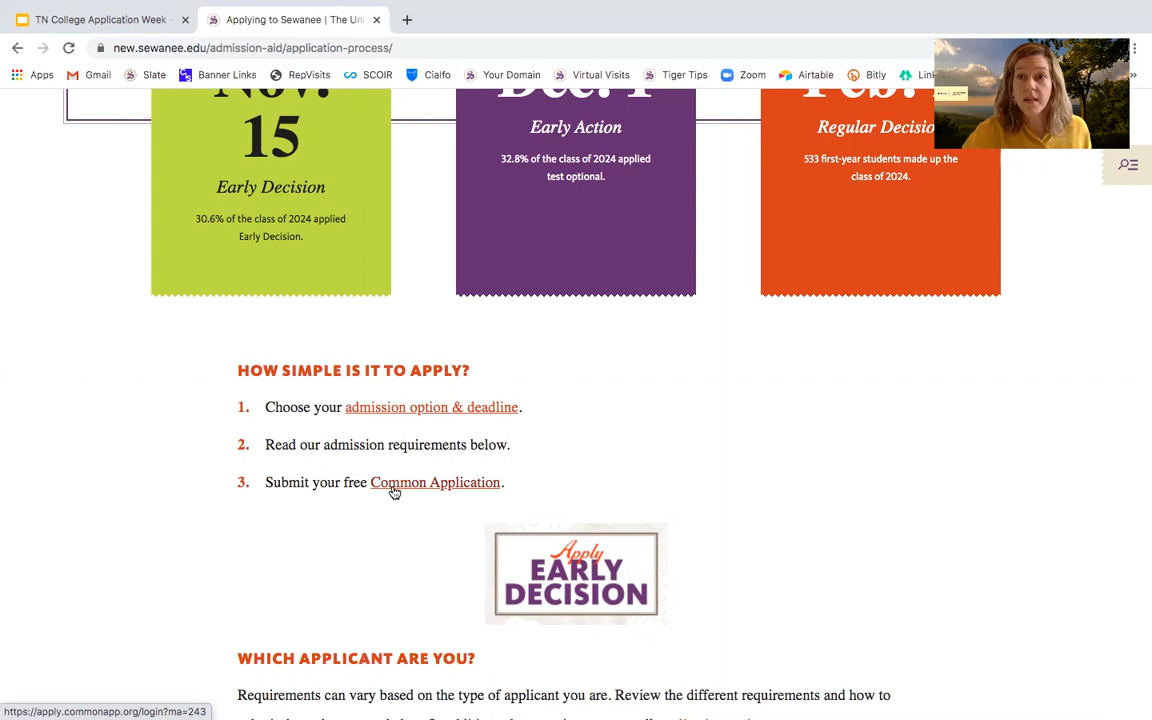 TN College Application Week -
Applying to Sewanee | The Uni
new.sewanee.edu/admission-aid/application-process/
Apps
Gmail
Slate
Banner Links
RepVisits
SCOIR
Cialfo
Your Domain
Virtual Visits
Tiger Tips
Zoom
Airtable
Bitly
Link
»
Nov.
15
Early Decision
30.6% of the class of 2024 applied
Early Decision.
Dec. 1
Early Action
32.8% of the class of 2024 applied
test optional.
Feb.
Regular Decisio
533 first-year students made up the
class of 2024.
HOW SIMPLE IS IT TO APPLY?
1. Choose your admission option & deadline.
2. Read our admission requirements below.
3. Submit your free Common Application.
Apply
EARLY
DECISION
WHICH APPLICANT ARE YOU?
Requirements can vary based on the type of applicant you are. Review the different requirements and how to
https://apply.commonapp.org/login?ma=243